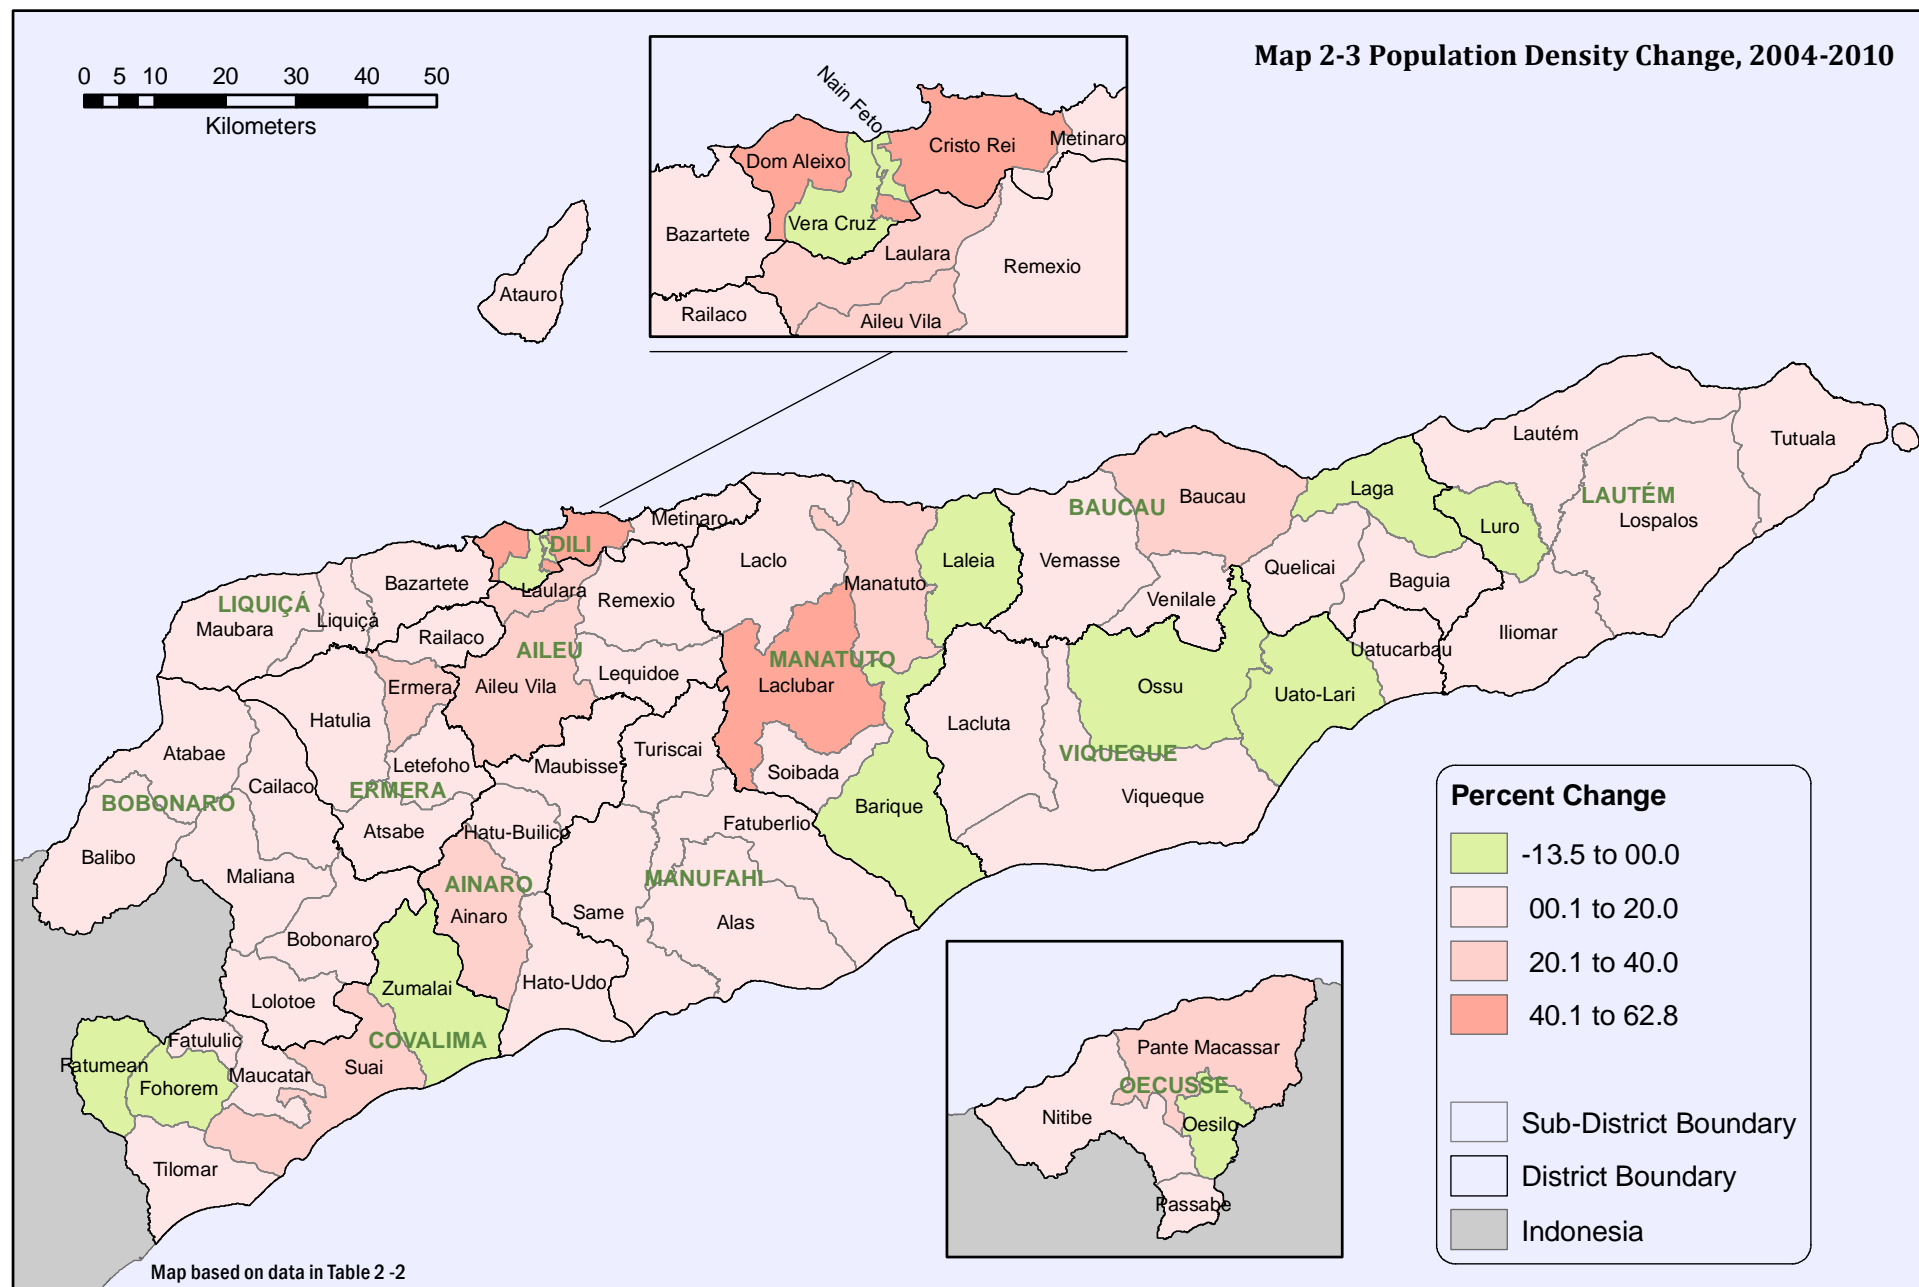 Map 2-3 Population Density Change, 2004-2010
0 5 10 20 30 40 50
Kilometers
Nain Feto
Dom Aleixo
Cristo Rei
Metinaro
Vera Cruz
Bazartete
Laulara
Remexio
Railaco
Aileu Vila
Atauro
Lautém
Tutuala
LAUTÉM
Lospalos
Laga
Luro
Baucau
BAUCAU
Metinaro
DILI
Laclo
Manatuto
Laleia
Vemasse
Venilale
Quelicai
Baguia
Iliomar
Uatucarbau
Bazartete
LIQUIÇÁ
Maubara
Liquiçá
Laulara
Remexio
Railaco
AILEU
Lequidoe
Aileu Vila
Ermera
MANATUTO
Laclubar
Ossu
Uato-Lari
Lacluta
VIQUEQUE
Viqueque
Hatulia
Atabae
Cailaco
Letefoho
ERMERA
BOBONARO
Maubisse
Turiscai
Soibada
Barique
Fatuberlio
Atsabe
Hatu-Builico
Balibo
Maliana
AINARO
Ainaro
MANUFAHI
Same
Alas
Bobonaro
Zumalai
Hato-Udo
Lolotoe
COVALIMA
Fatululic
Fatumean
Fohorem
Maucatar
Suai
Tilomar
Pante Macassar
OECUSSE
Nitibe
Oesilo
Passabe
Percent Change
-13.5 to 00.0
00.1 to 20.0
20.1 to 40.0
40.1 to 62.8
Sub-District Boundary
District Boundary
Indonesia
Map based on data in Table 2 -2